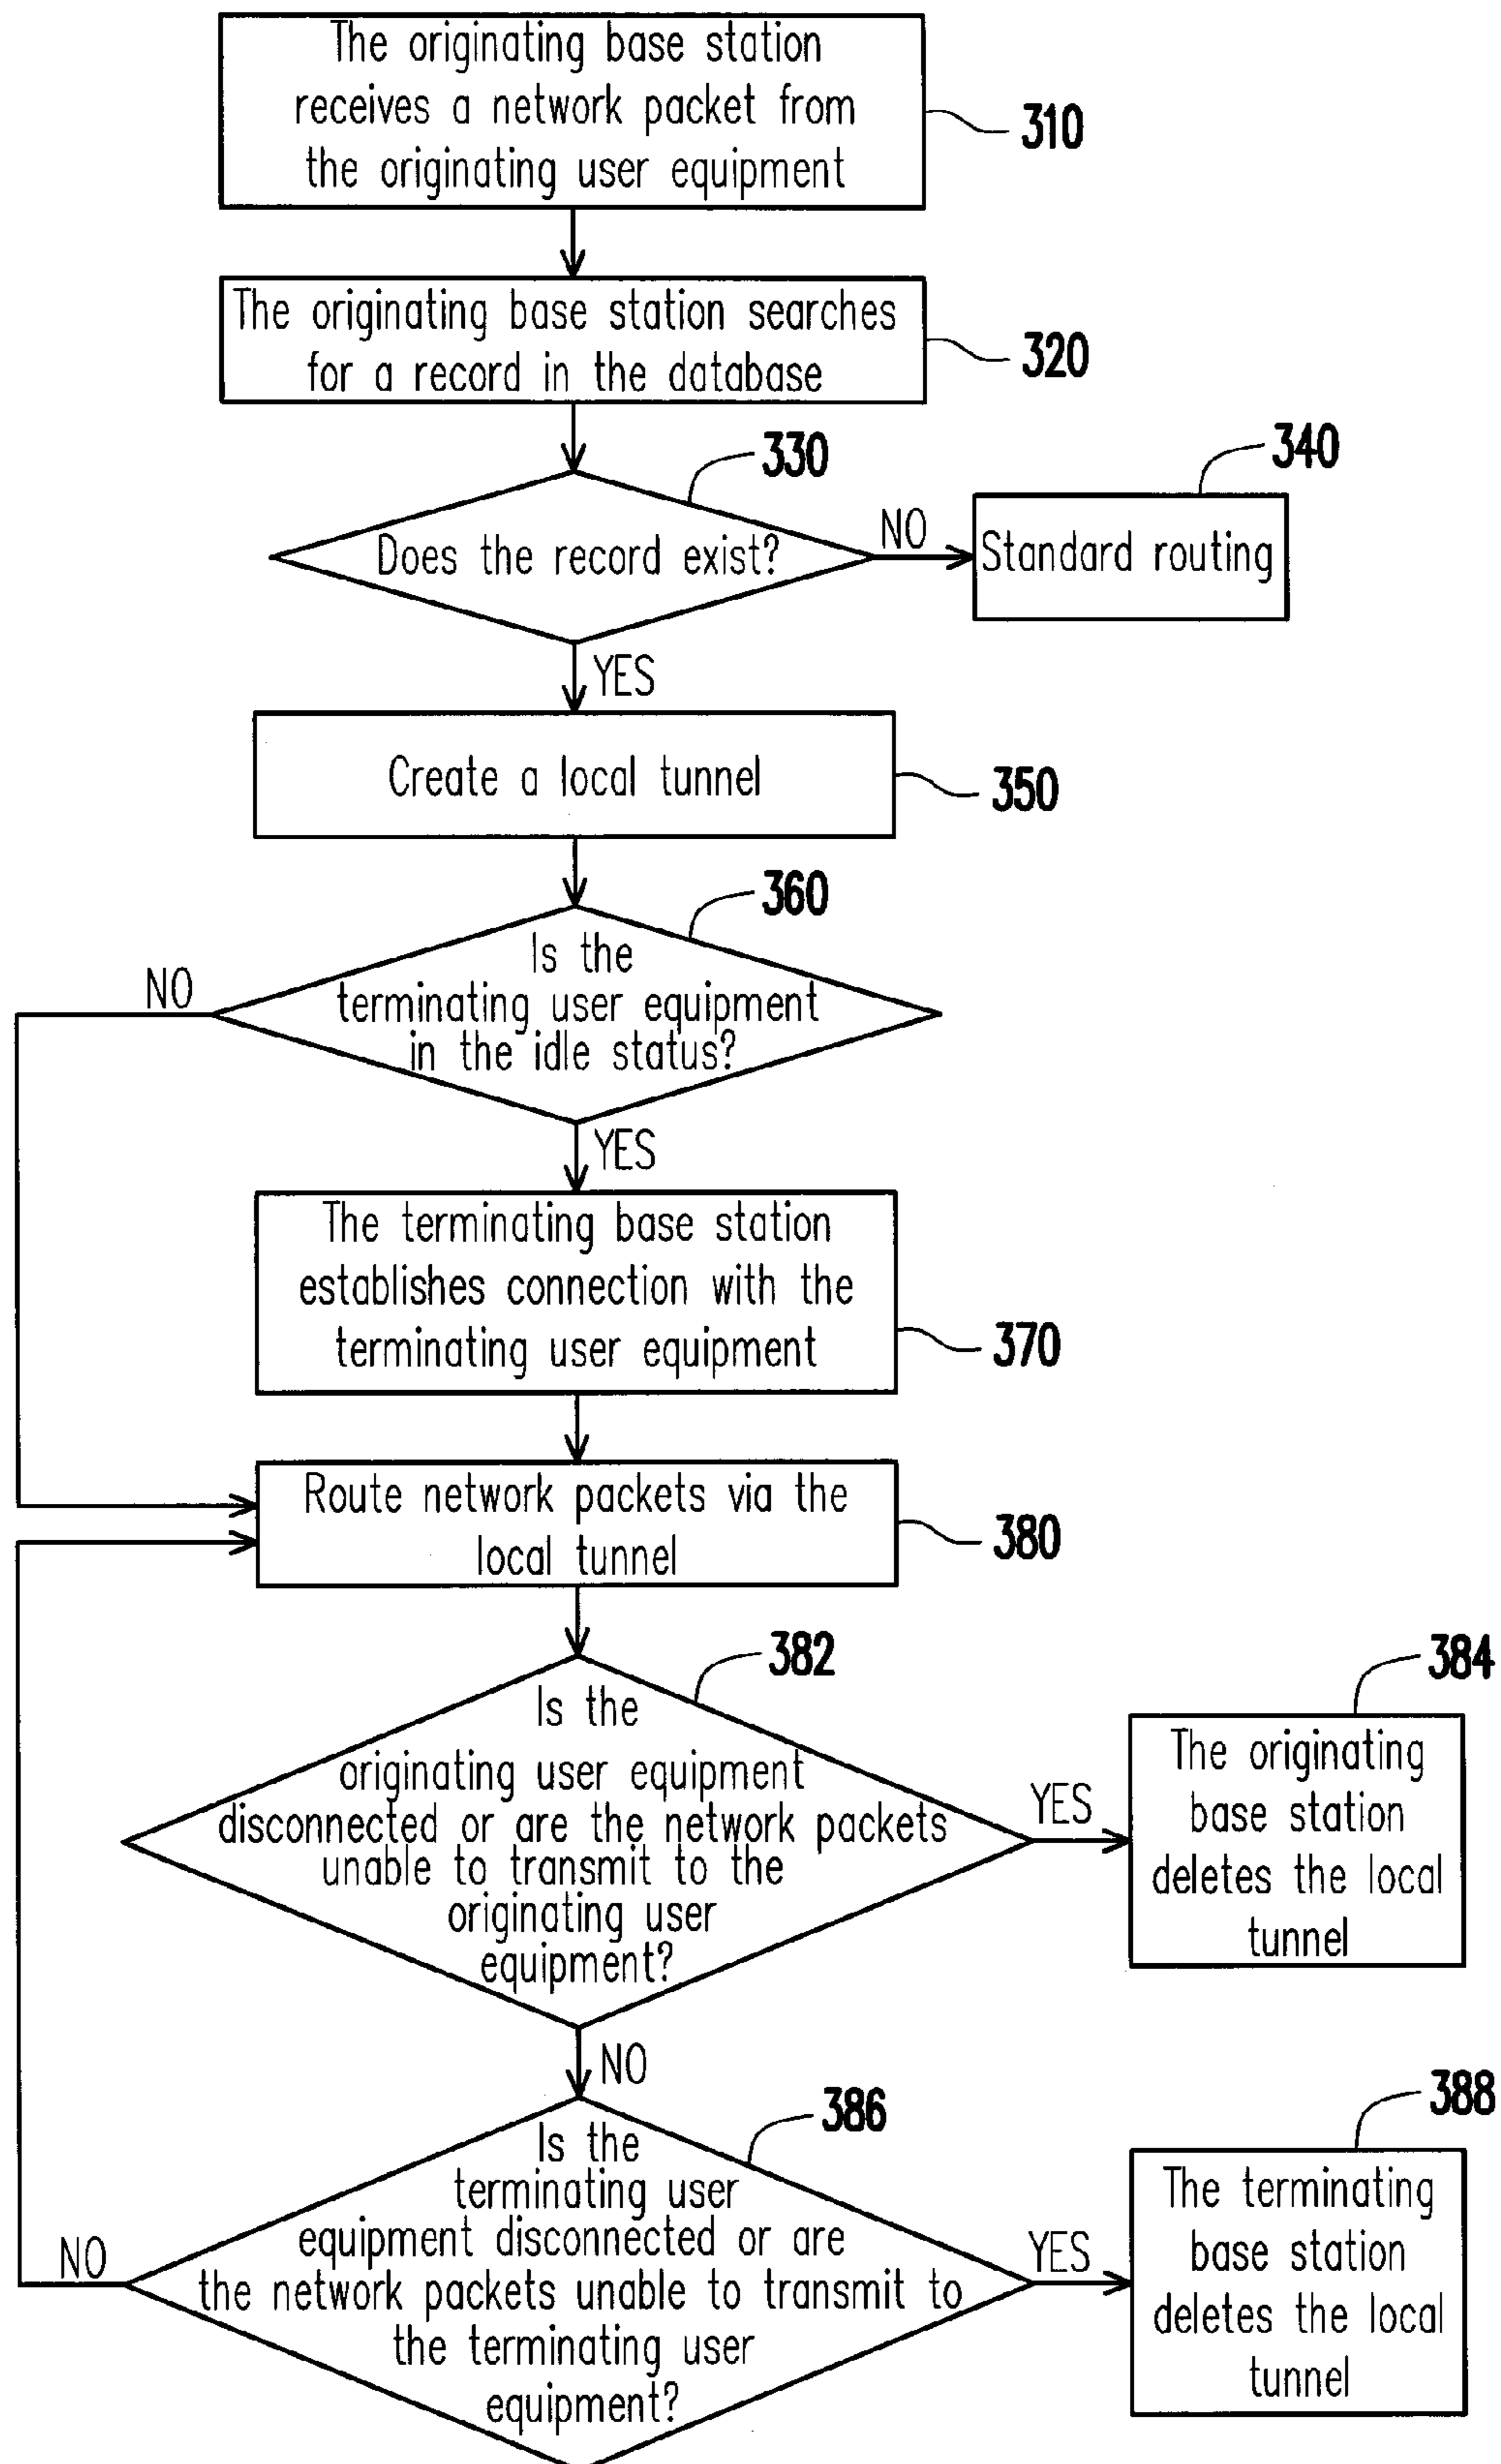 The originating base station
receives a network packet from
the originating user equipment
310
The originating base station searches
for a record in the database
320
330
340
Does the record exist?
NO
Standard routing
YES
Create a local tunnel
350
360
Is the
terminating user equipment
in the idle status?
NO
YES
The terminating base station
establishes connection with the
terminating user equipment
370
Route network packets via the
local tunnel
380
382
384
Is the
originating user equipment
disconnected or are the network packets
unable to transmit to the
originating user
equipment?
YES
The originating
base station
deletes the local
tunnel
NO
386
388
Is the
terminating user
equipment disconnected or are
the network packets unable to transmit to
the terminating user
equipment?
NO
YES
The terminating
base station
deletes the local
tunnel